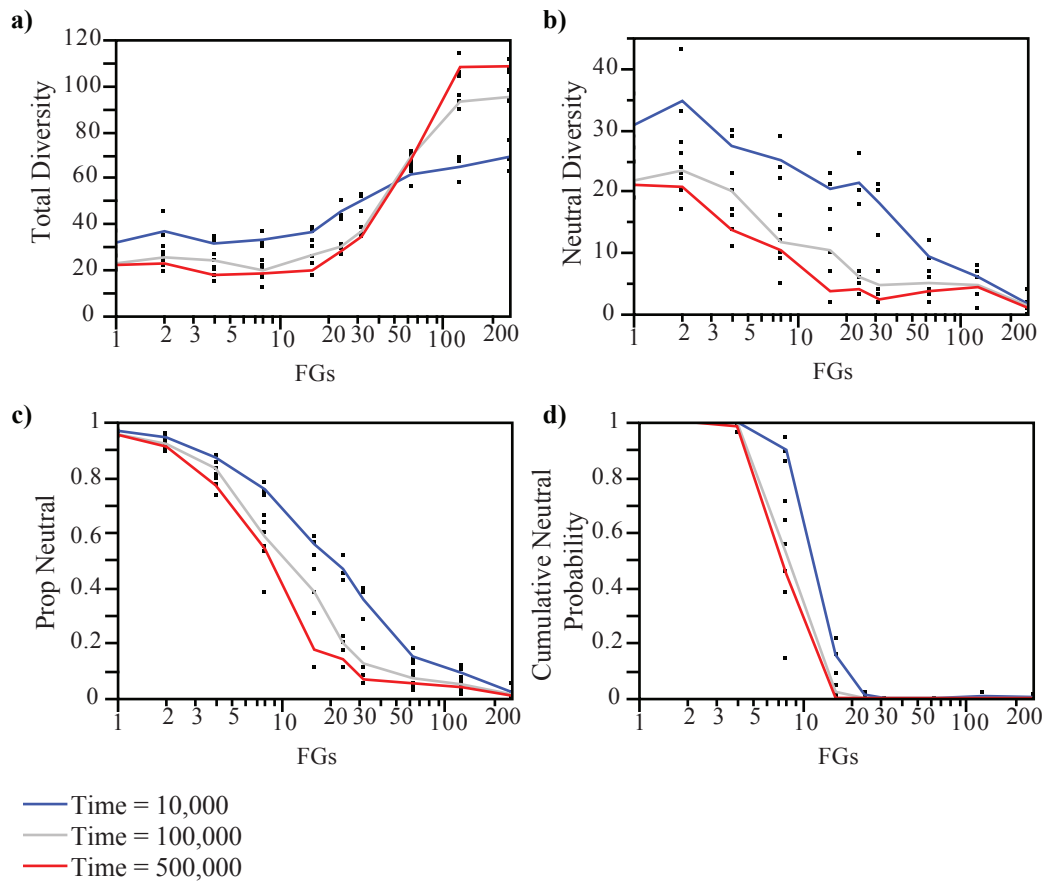 a)
Total Diversity
120
100
80
60
40
20
0
1 2 3 5 10 20 30 50 100 200
FGs
b)
Neutral Diversity
40
30
20
10
0
1 2 3 5 10 20 30 50 100 200
FGs
c)
Prop Neutral
1
0.8
0.6
0.4
0.2
0
1 2 3 5 10 20 30 50 100 200
FGs
d)
Cumulative Neutral
Probability
1
0.8
0.6
0.4
0.2
0
1 2 3 5 10 20 30 50 100 200
FGs
Time = 10,000
Time = 100,000
Time = 500,000